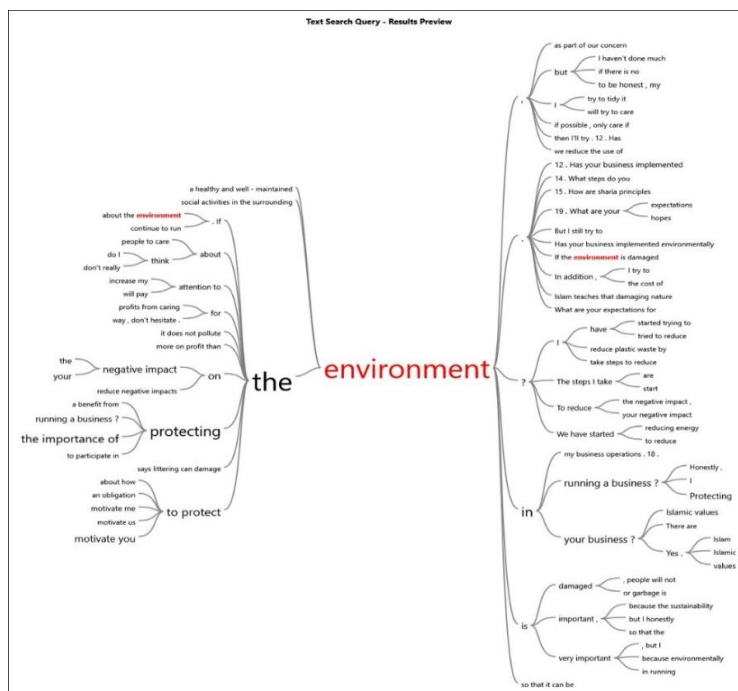 Text Search Query - Results Preview
a healthy and well - maintained
social activities in the surrounding
about the environment
continue to run
. If
people to care
do I
don't really
think
about
increase my
will pay
attention to
profits from caring
way , don't hesitate .
for
it does not pollute
more on profit than
the
your
negative impact
reduce negative impacts
on
a benefit from
running a business ?
the importance of
to participate in
protecting
says littering can damage
about how
an obligation
motivate me
motivate us
motivate you
to protect
the
environment
,
as part of our concern
but
I haven't done much
if there is no
to be honest , my
I
try to tidy it
will try to care
if possible , only care if
then I'll try . 12 . Has
we reduce the use of
.
12 . Has your business implemented
14 . What steps do you
15 . How are sharia principles
19 . What are your
expectations
hopes
But I still try to
Has your business implemented environmentally
If the environment is damaged
In addition ,
I try to
the cost of
Islam teaches that damaging nature
What are your expectations for
?
I
have
started trying to
tried to reduce
reduce plastic waste by
take steps to reduce
The steps I take
are
start
To reduce
the negative impact ,
your negative impact
We have started
reducing energy
to reduce
in
my business operations . 18 .
running a business ?
Honestly ,
I
Protecting
your business ?
Islamic values
There are
Yes ,
Islam
Islamic
values
is
damaged
, people will not
or garbage is
important ,
because the sustainability
but I honestly
so that the
very important
, but I
because environmentally
in running
so that it can be